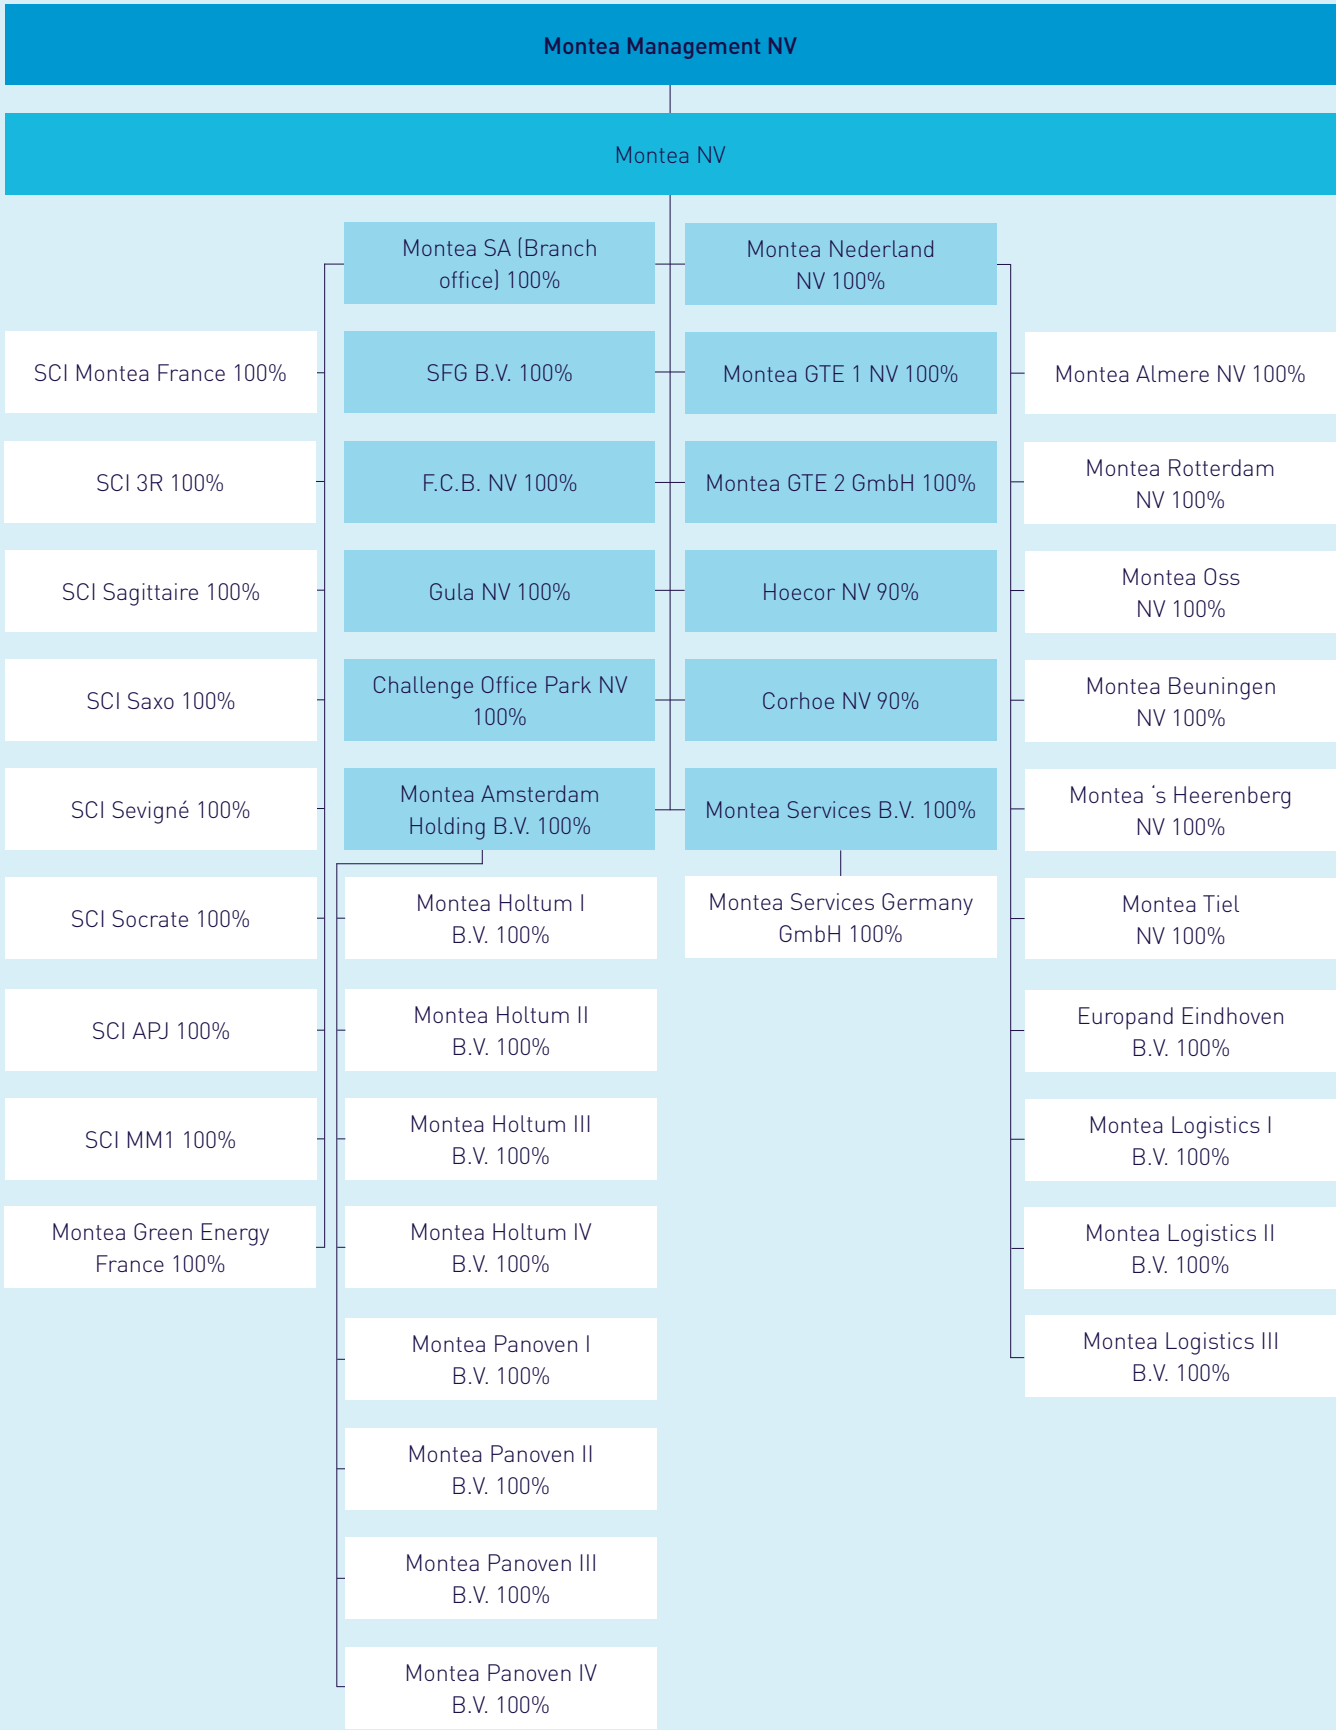 Montea Management NV
Montea NV
Montea SA (Branch
office) 100%
Montea Nederland
NV 100%
SCI Montea France 100%
SFG B.V. 100%
Montea GTE 1 NV 100%
Montea Almere NV 100%
SCI 3R 100%
F.C.B. NV 100%
Montea GTE 2 GmbH 100%
Montea Rotterdam
NV 100%
SCI Sagittaire 100%
Gula NV 100%
Hoecor NV 90%
Montea Oss
NV 100%
SCI Saxo 100%
Challenge Office Park NV
100%
Corhoe NV 90%
Montea Beuningen
NV 100%
SCI Sevigné 100%
Montea Amsterdam
Holding B.V. 100%
Montea Services B.V. 100%
Montea ‘s Heerenberg
NV 100%
SCI Socrate 100%
Montea Holtum I
B.V. 100%
Montea Services Germany
GmbH 100%
Montea Tiel
NV 100%
SCI APJ 100%
Montea Holtum II
B.V. 100%
Europand Eindhoven
B.V. 100%
SCI MM1 100%
Montea Holtum III
B.V. 100%
Montea Logistics I
B.V. 100%
Montea Green Energy
France 100%
Montea Holtum IV
B.V. 100%
Montea Logistics II
B.V. 100%
Montea Panoven I
B.V. 100%
Montea Logistics III
B.V. 100%
Montea Panoven II
B.V. 100%
Montea Panoven III
B.V. 100%
Montea Panoven IV
B.V. 100%